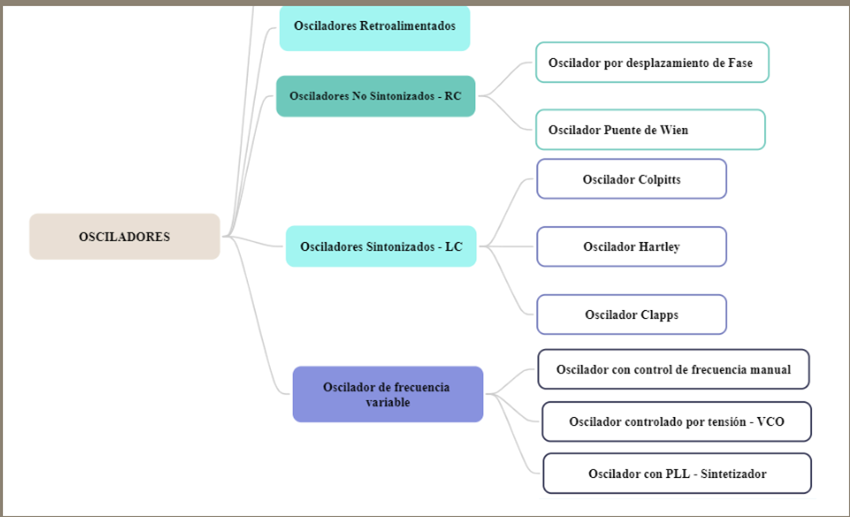 Osciladores Retroalimentados
Osciladores No Sintonizados - RC
Oscilador por desplazamiento de Fase
Oscilador Puente de Wien
OSCILADORES
Osciladores Sintonizados - LC
Oscilador Colpitts
Oscilador Hartley
Oscilador Clapps
Oscilador de frecuencia
variable
Oscilador con control de frecuencia manual
Oscilador controlado por tensión - VCO
Oscilador con PLL - Sintetizador